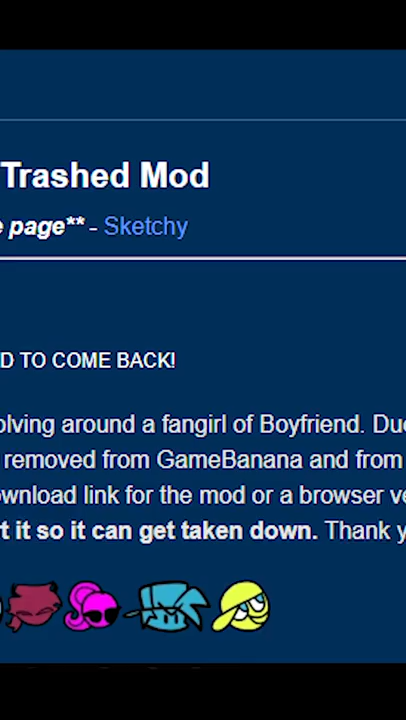 Trashed Mod
page** - Sketchy
D TO COME BACK!
olving around a fangirl of Boyfriend. Du
removed from GameBanana and from
ownload link for the mod or a browser ve
t it so it can get taken down. Thank y